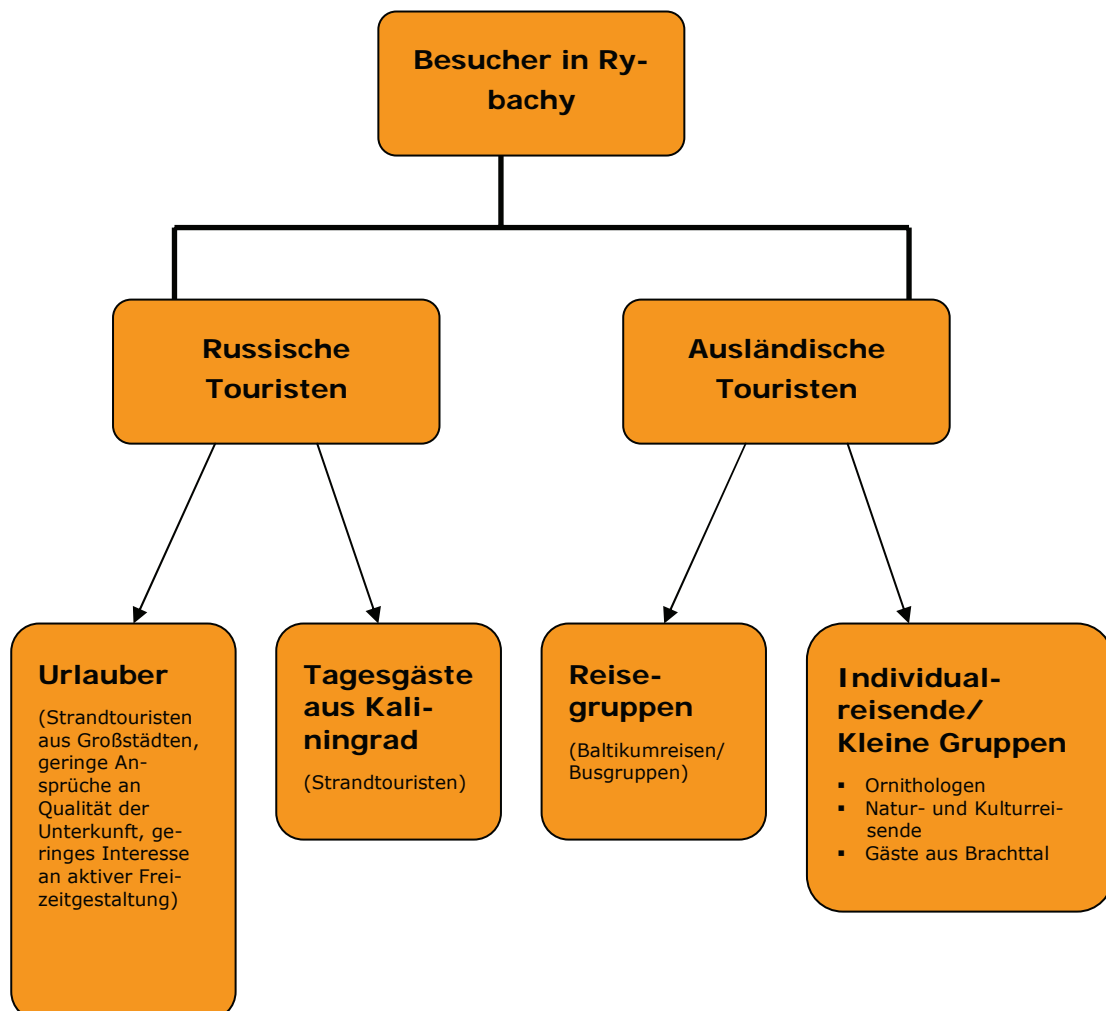 Besucher in Ry-
bachy
Russische
Touristen
Ausländische
Touristen
Urlauber
(Strandtouristen
aus Großstädten,
geringe An-
sprüche an
Qualität der
Unterkunft, ge-
ringes Interesse
an aktiver Frei-
zeitgestaltung)
Tagesgäste
aus Kali-
ningrad
(Strandtouristen)
Reise-
gruppen
(Baltikumreisen/
Busgruppen)
Individual-
reisende/
Kleine Gruppen
▪ Ornithologen
▪ Natur- und Kulturrei-
sende
▪ Gäste aus Brachttal